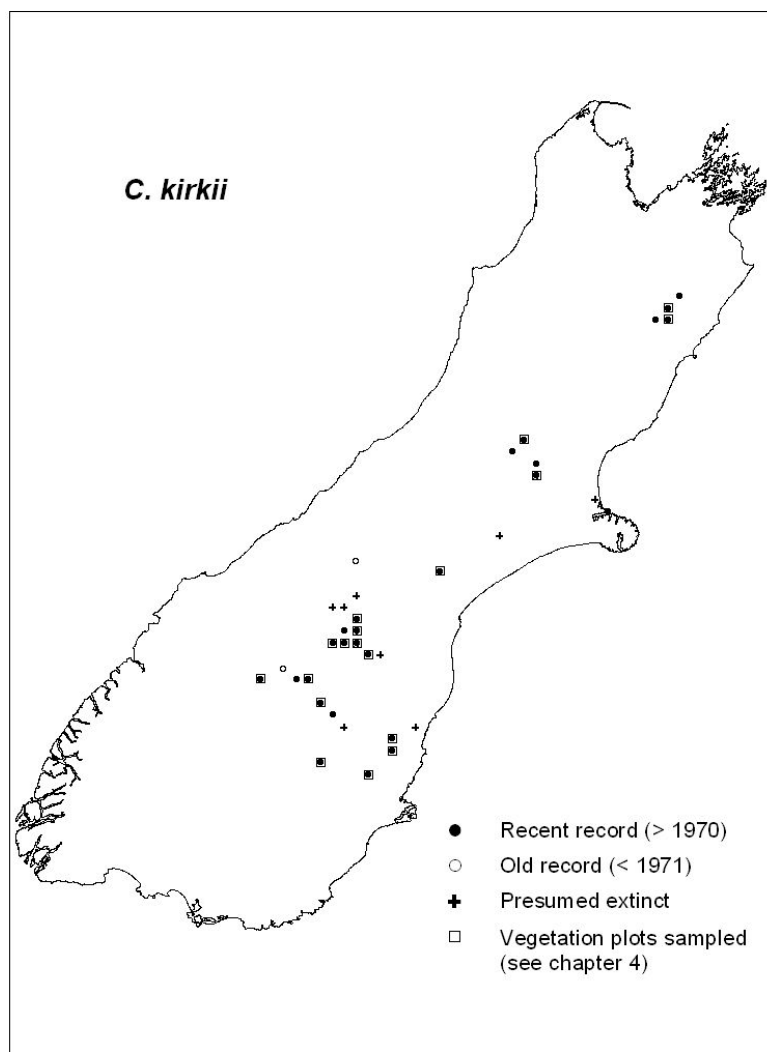 C. kirkii
Recent record (> 1970)
Old record (< 1971)
Presumed extinct
Vegetation plots sampled
(see chapter 4)